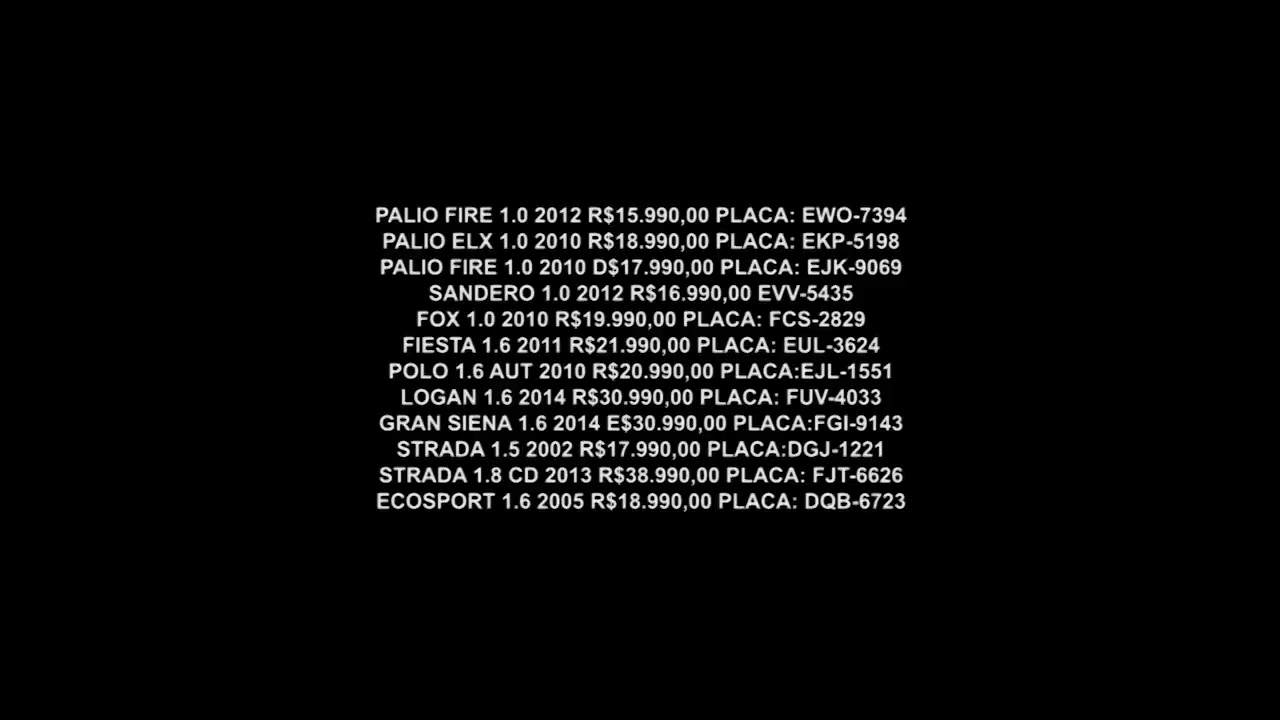 PALIO FIRE 1.0 2012 R$15.990,00 PLACA: EWO-7394
PALIO ELX 1.0 2010 R$18.990,00 PLACA: EKP-5198
PALIO FIRE 1.0 2010 D$17.990,00 PLACA: EJK-9069
SANDERO 1.0 2012 R$16.990,00 EVV-5435
FOX 1.0 2010 R$19.990,00 PLACA: FCS-2829
FIESTA 1.6 2011 R$21.990,00 PLACA: EUL-3624
POLO 1.6 AUT 2010 R$20.990,00 PLACA:EJL-1551
LOGAN 1.6 2014 R$30.990,00 PLACA: FUV-4033
GRAN SIENA 1.6 2014 E$30.990,00 PLACA:FGI-9143
STRADA 1.5 2002 R$17.990,00 PLACA:DGJ-1221
STRADA 1.8 CD 2013 R$38.990,00 PLACA: FJT-6626
ECOSPORT 1.6 2005 R$18.990,00 PLACA: DQB-6723